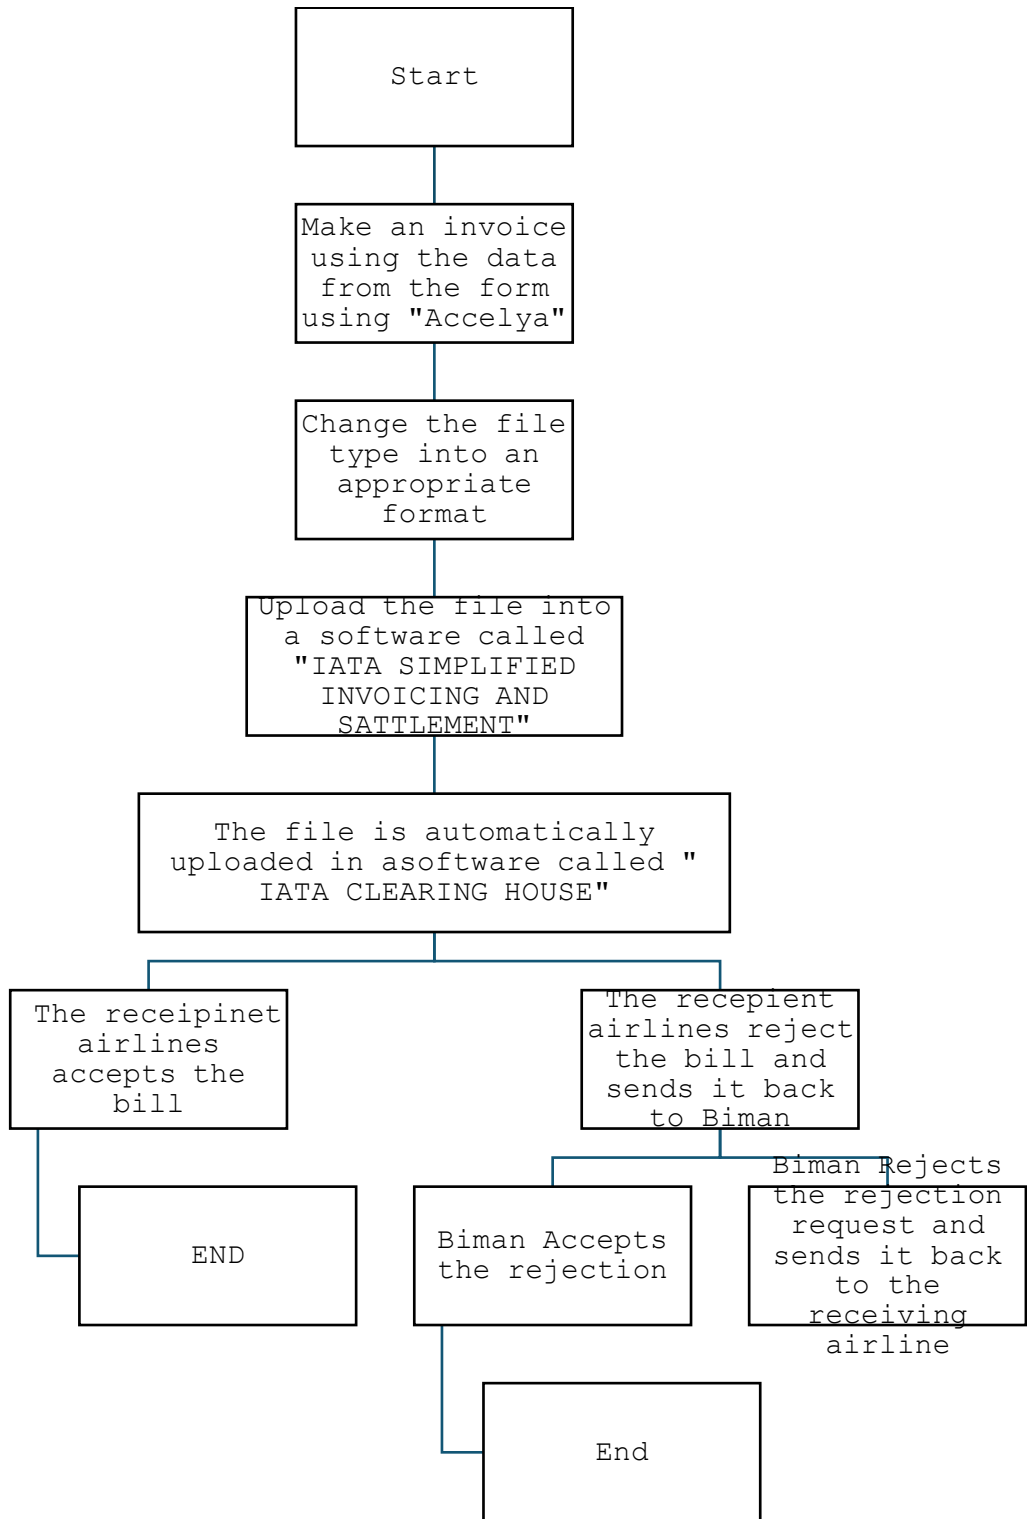 Start
Make an invoice
using the data
from the form
using "Accelya"
Change the file
type into an
appropriate
format
Upload the file into
a software called
"IATA SIMPLIFIED
INVOICING AND
SATTLEMENT"
The file is automatically
uploaded in asoftware called "
IATA CLEARING HOUSE"
The receipinet
airlines
accepts the
bill
The recepient
airlines reject
the bill and
sends it back
to Biman
END
Biman Accepts
the rejection
Biman Rejects
the rejection
request and
sends it back
to the
receiving
airline
End